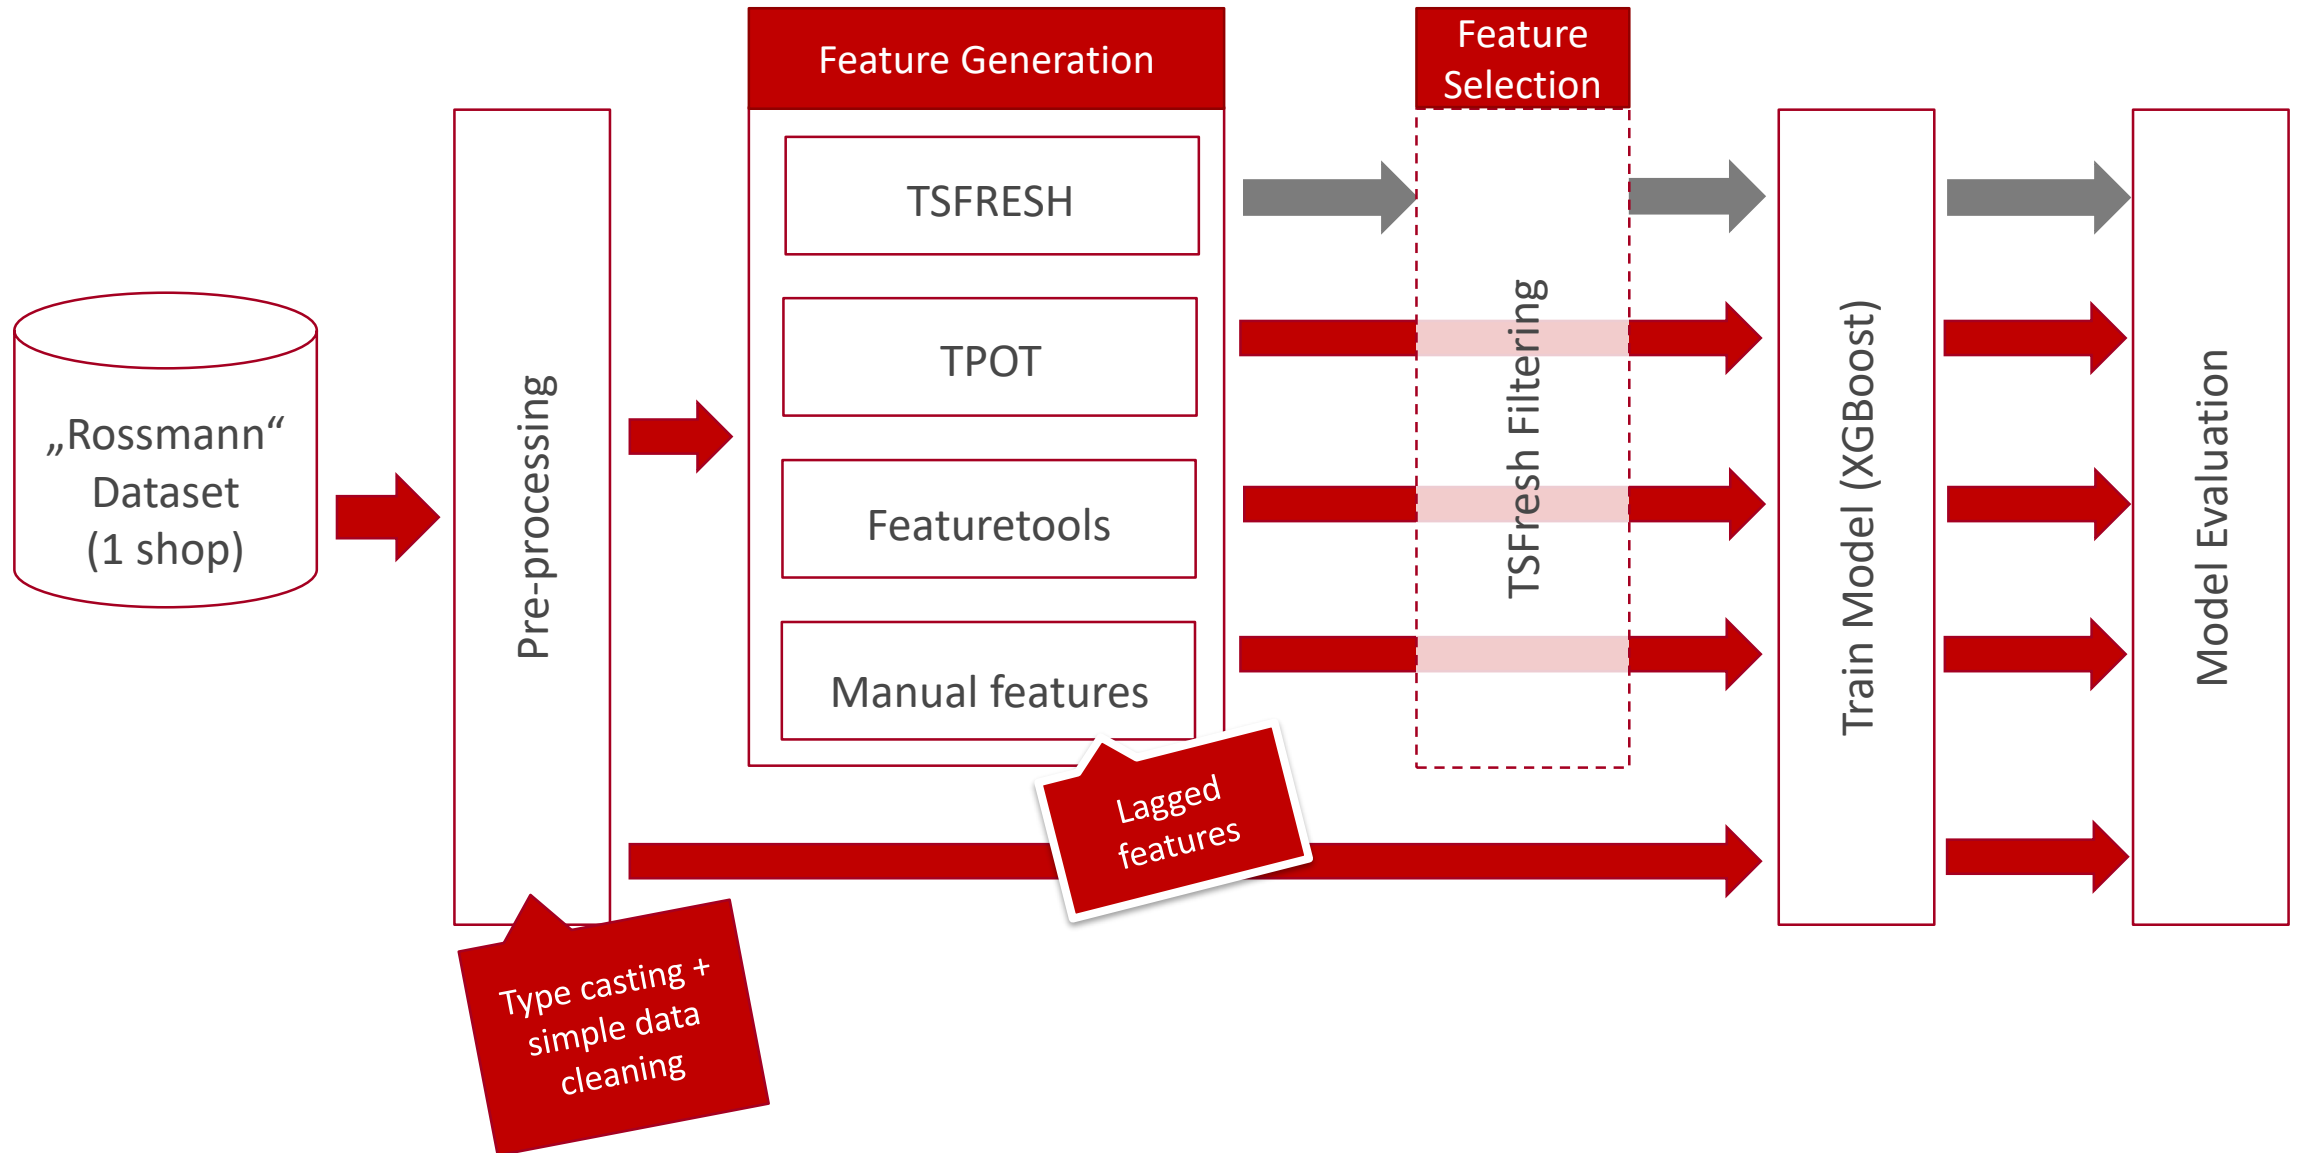 „Rossmann“
Dataset
(1 shop)
Pre-processing
Type casting +
simple data
cleaning
Feature Generation
TSFRESH
TPOT
Featuretools
Manual features
Lagged
features
Feature
Selection
TSFresh Filtering
Train Model (XGBoost)
Model Evaluation